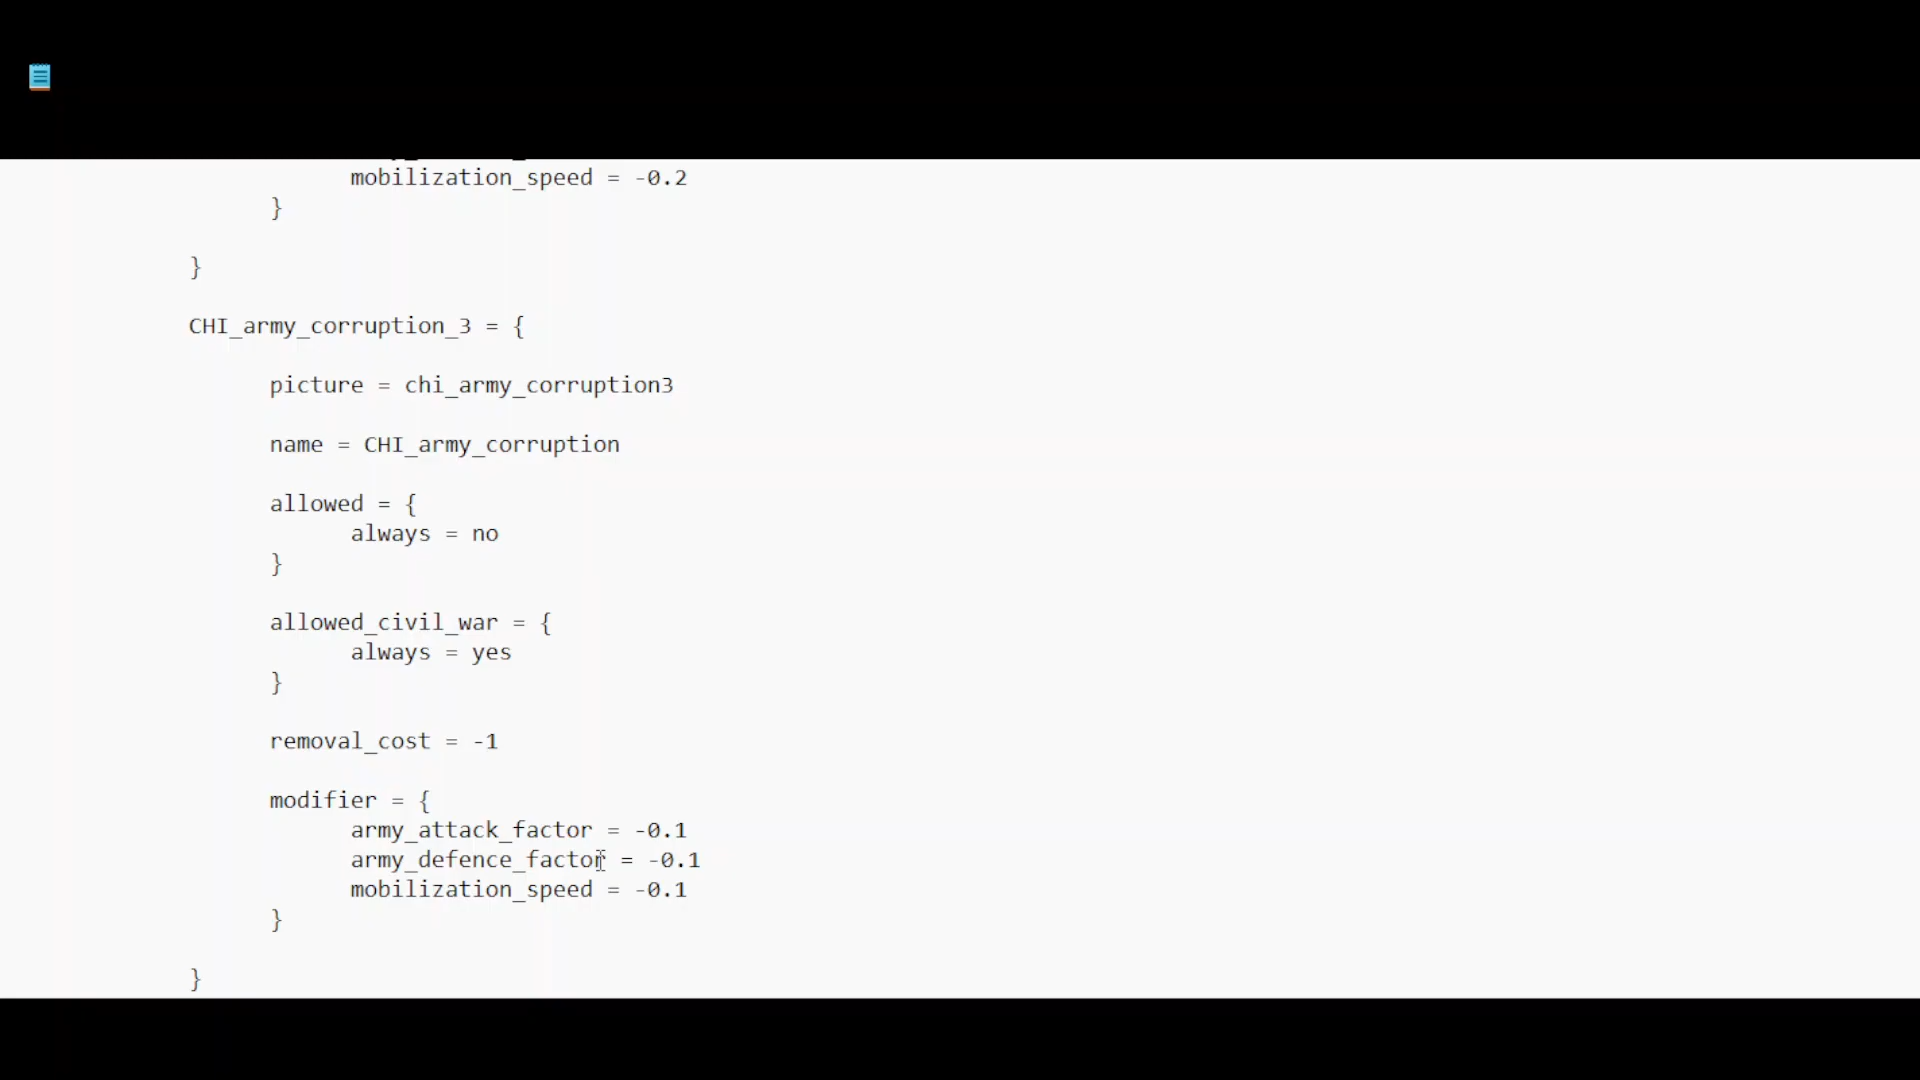 mobilization_speed = -0.2
}
}
CHI_army_corruption_3 = {
picture = chi_army_corruption3
name = CHI_army_corruption
allowed = {
always = no
}
allowed_civil_war = {
always = yes
}
removal_cost = -1
modifier = {
army_attack_factor = -0.1
army_defence_factor = -0.1
mobilization_speed = -0.1
}
}